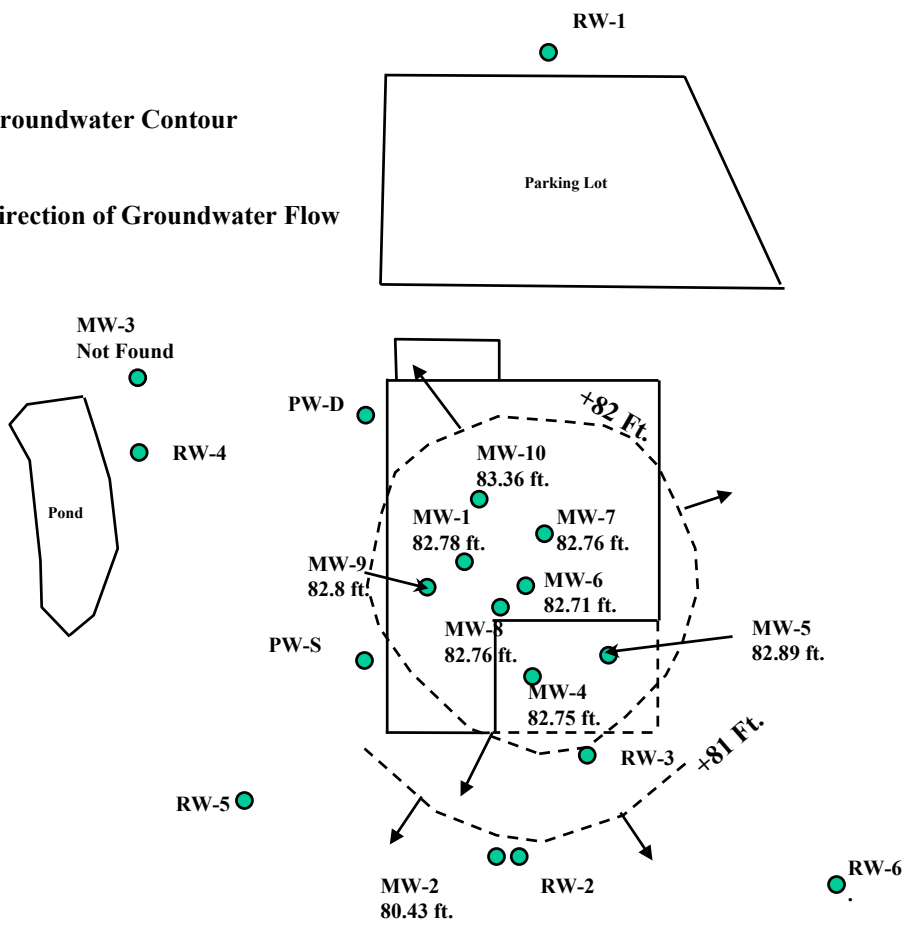 RW-1
roundwater Contour
Parking Lot
irection of Groundwater Flow
MW-3
Not Found
PW-D
+82 Ft.
RW-4
MW-10
83.36 ft.
Pond
MW-1
82.78 ft.
MW-7
82.76 ft.
MW-9
82.8 ft.
MW-6
82.71 ft.
MW-8
82.76 ft.
MW-5
82.89 ft.
PW-S
MW-4
82.75 ft.
RW-3
+81 Ft.
RW-5
MW-2
80.43 ft.
RW-2
RW-6
.